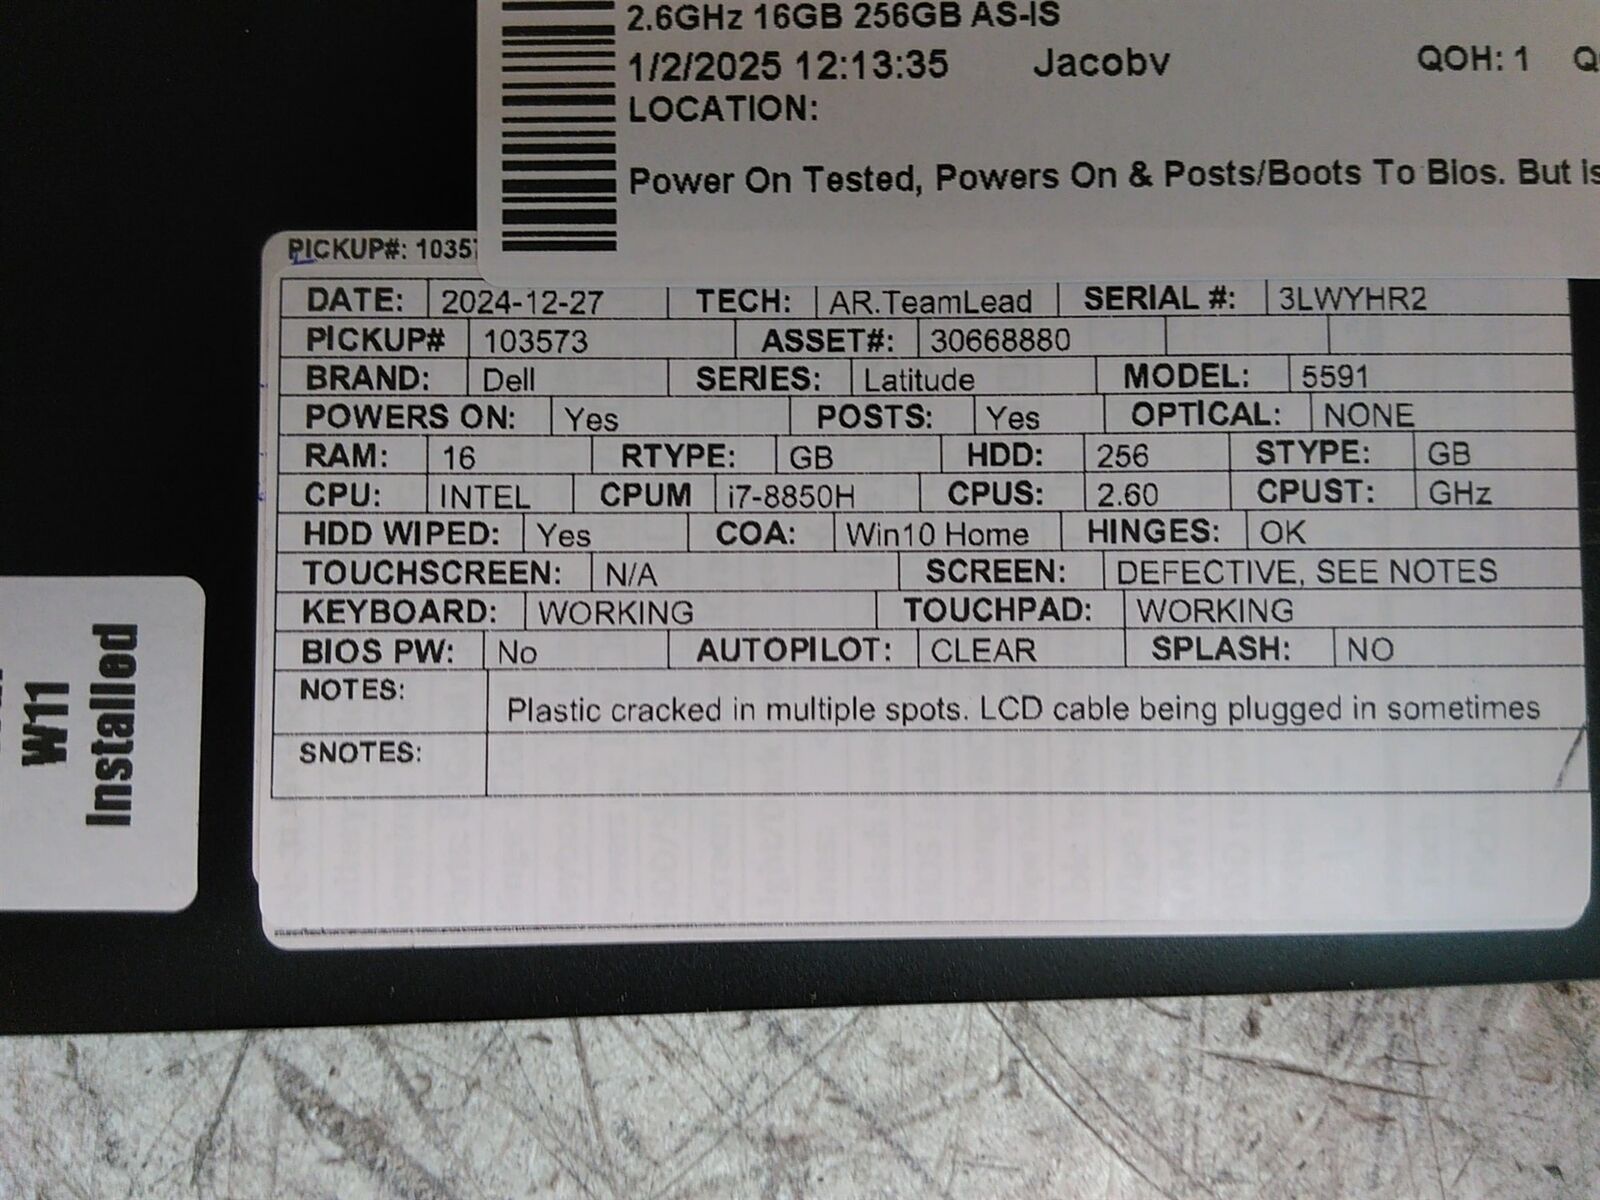 2.6GHz 16GB 256GB AS-IS
1/2/2025 12:13:35 Jacobv QOH: 1
LOCATION:
Power On Tested, Powers On & Posts/Boots To Bios. But is
PICKUP#: 10357
DATE: 2024-12-27 TECH: AR.TeamLead SERIAL #: 3LWYHR2
PICKUP# 103573 ASSET#: 30668880
BRAND: Dell SERIES: Latitude MODEL: 5591
POWERS ON: Yes POSTS: Yes OPTICAL: NONE
RAM: 16 RTYPE: GB HDD: 256 STYPE: GB
CPU: INTEL CPUM i7-8850H CPUS: 2.60 CPUST: GHz
HDD WIPED: Yes COA: Win10 Home HINGES: OK
TOUCHSCREEN: N/A SCREEN: DEFECTIVE, SEE NOTES
KEYBOARD: WORKING TOUCHPAD: WORKING
BIOS PW: No AUTOPILOT: CLEAR SPLASH: NO
NOTES: Plastic cracked in multiple spots. LCD cable being plugged in sometimes
SNOTES:
W11
Installed